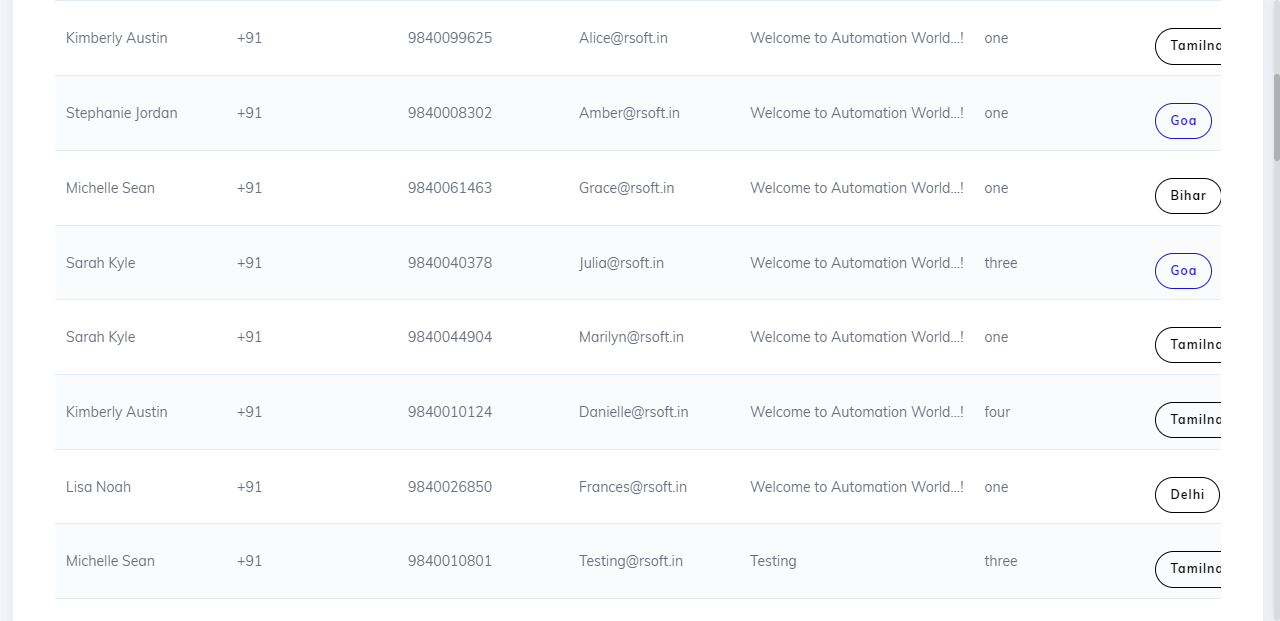 Kimberly Austin +91 9840099625 Alice@rsoft.in Welcome to Automation World...! one
Stephanie Jordan +91 9840008302 Amber@rsoft.in Welcome to Automation World...! one Goa
Michelle Sean +91 9840061463 Grace@rsoft.in Welcome to Automation World...! one Bihar
Sarah Kyle +91 9840040378 Julia@rsoft.in Welcome to Automation World...! three Goa
Sarah Kyle +91 9840044904 Marilyn@rsoft.in Welcome to Automation World...! one
Kimberly Austin +91 9840010124 Danielle@rsoft.in Welcome to Automation World...! four
Lisa Noah +91 9840026850 Frances@rsoft.in Welcome to Automation World...! one Delhi
Michelle Sean +91 9840010801 Testing@rsoft.in Testing three